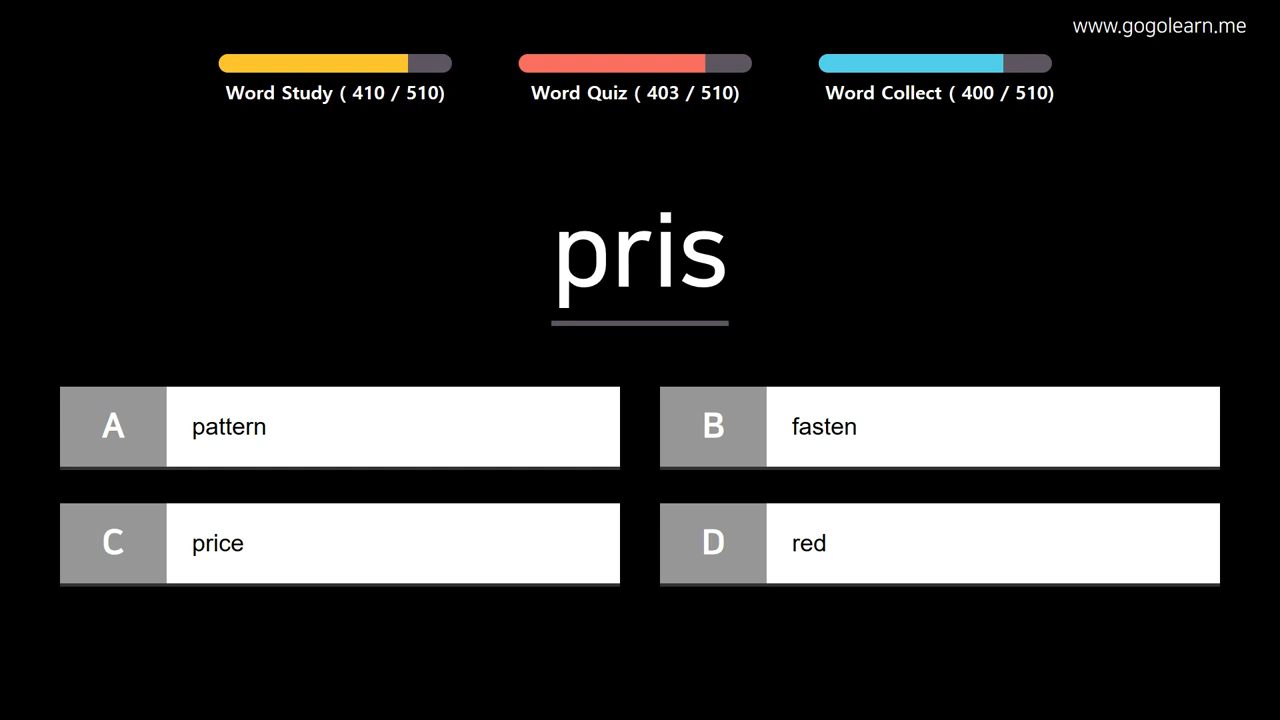 www.gogolearn.me
Word Study ( 410 / 510)
Word Quiz ( 403 / 510)
Word Collect ( 400 / 510)
pris
A pattern
B fasten
C price
D red